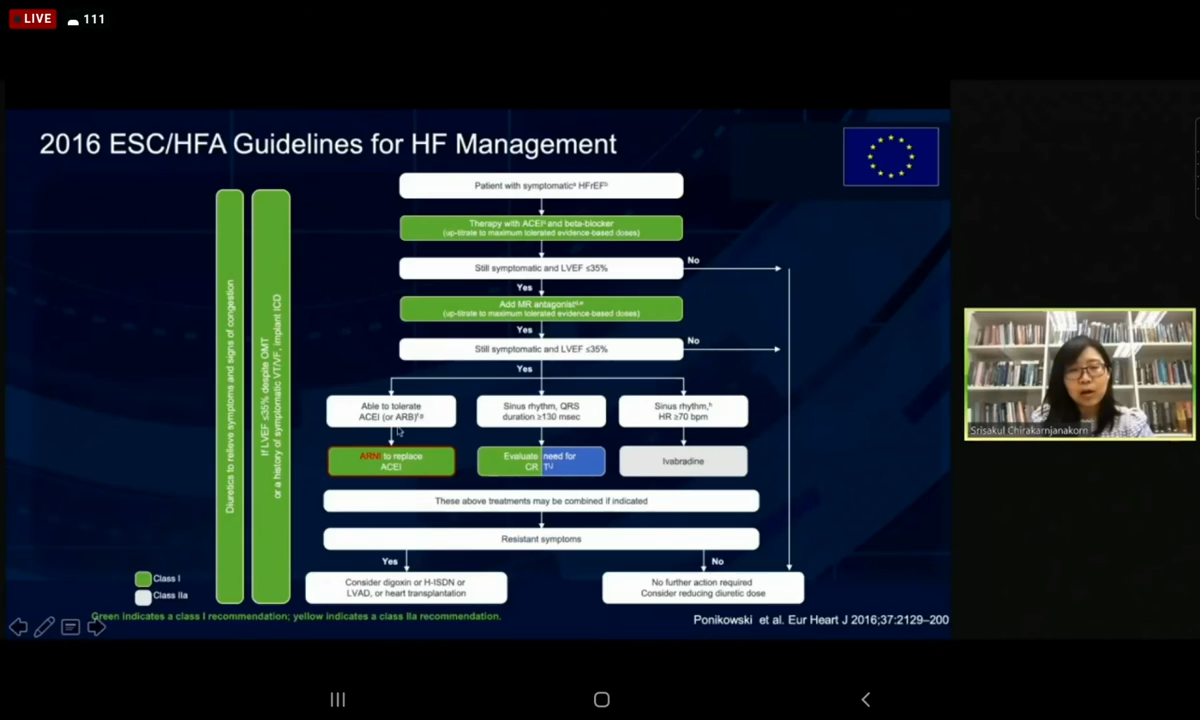 LIVE 111
2016 ESC/HFA Guidelines for HF Management
Patient with symptomaticᵃ HFrEFᵇ
Therapy with ACEIᶜ and beta-blocker
(up-titrate to maximum tolerated evidence-based doses)
Still symptomatic and LVEF ≤35%
No
Yes
Add MR antagonistᵈ,ᵉ
(up-titrate to maximum tolerated evidence-based doses)
Yes
Still symptomatic and LVEF ≤35%
No
Yes
Able to tolerate
ACEI (or ARB)ᶠ,ᵍ
Sinus rhythm, QRS
duration ≥130 msec
Sinus rhythm,ʰ
HR ≥70 bpm
ARNI to replace
ACEI
Evaluate need for
CRTⁱ,ʲ
Ivabradine
These above treatments may be combined if indicated
Resistant symptoms
Yes
No
Consider digoxin or H-ISDN or
LVAD, or heart transplantation
No further action required
Consider reducing diuretic dose
Diuretics to relieve symptoms and signs of congestion
If LVEF ≤35% despite OMT
or a history of symptomatic VT/VF, implant ICD
Class I
Class IIa
Green indicates a class I recommendation; yellow indicates a class IIa recommendation.
Ponikowski et al. Eur Heart J 2016;37:2129–200
Srisakul Chirakarnjanakorn